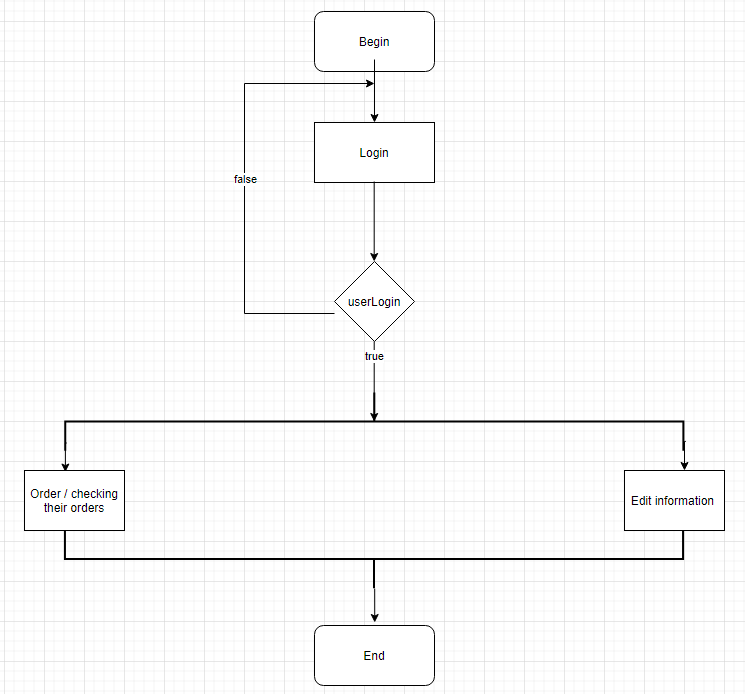 Begin
Login
false
userLogin
true
Order / checking
their orders
Edit information
End